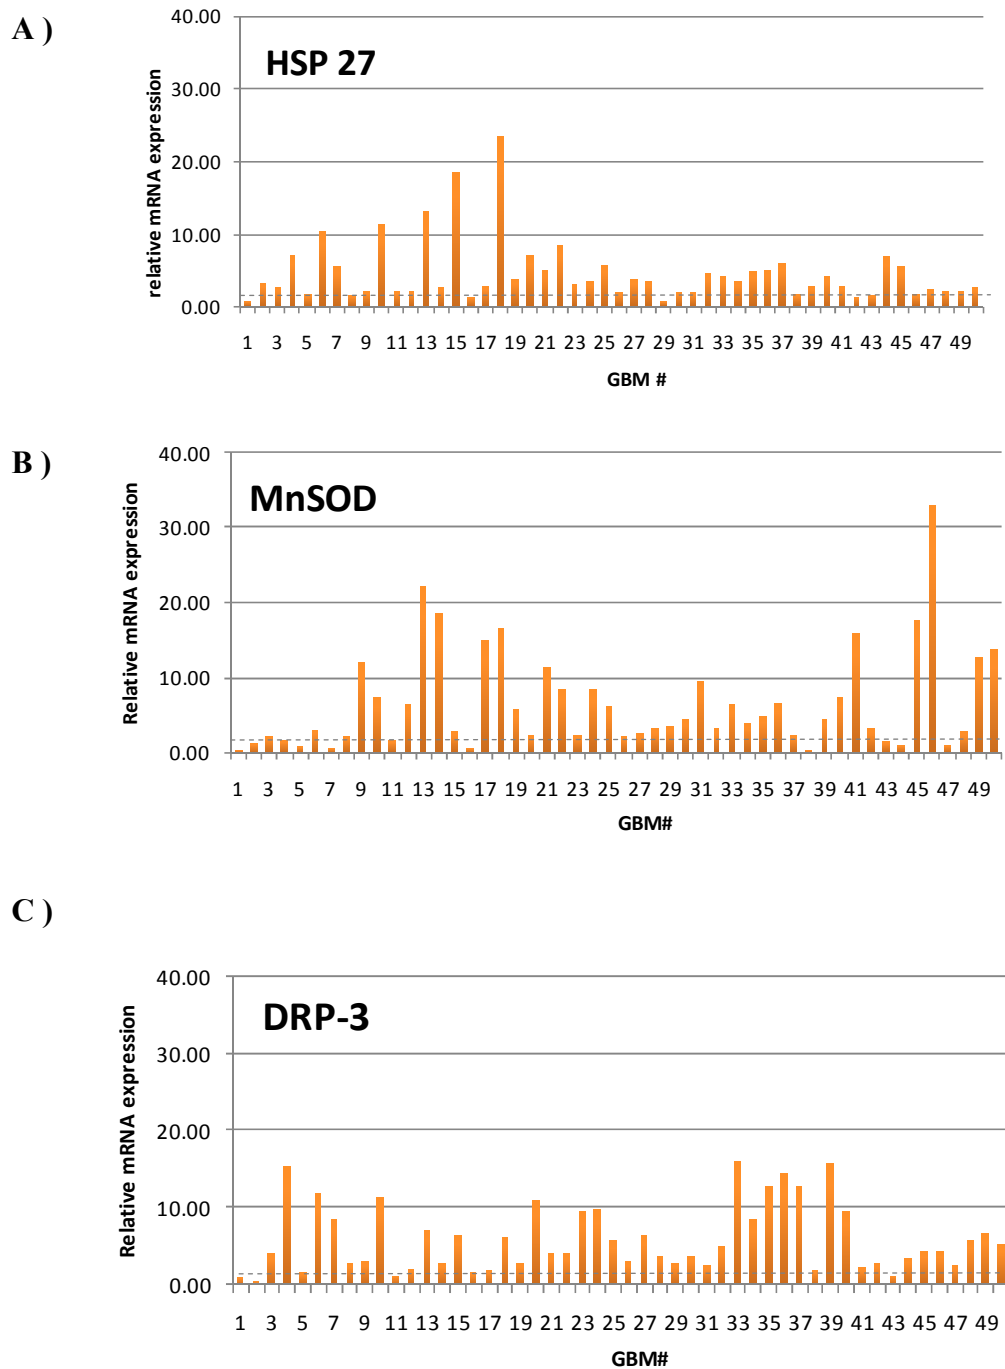 A )
HSP 27
relative mRNA expression
40.00
30.00
20.00
10.00
0.00
1 3 5 7 9 11 13 15 17 19 21 23 25 27 29 31 33 35 37 39 41 43 45 47 49
GBM #
B )
MnSOD
Relative mRNA expression
40.00
30.00
20.00
10.00
0.00
1 3 5 7 9 11 13 15 17 19 21 23 25 27 29 31 33 35 37 39 41 43 45 47 49
GBM#
C )
DRP-3
Relative mRNA expression
40.00
30.00
20.00
10.00
0.00
1 3 5 7 9 11 13 15 17 19 21 23 25 27 29 31 33 35 37 39 41 43 45 47 49
GBM#